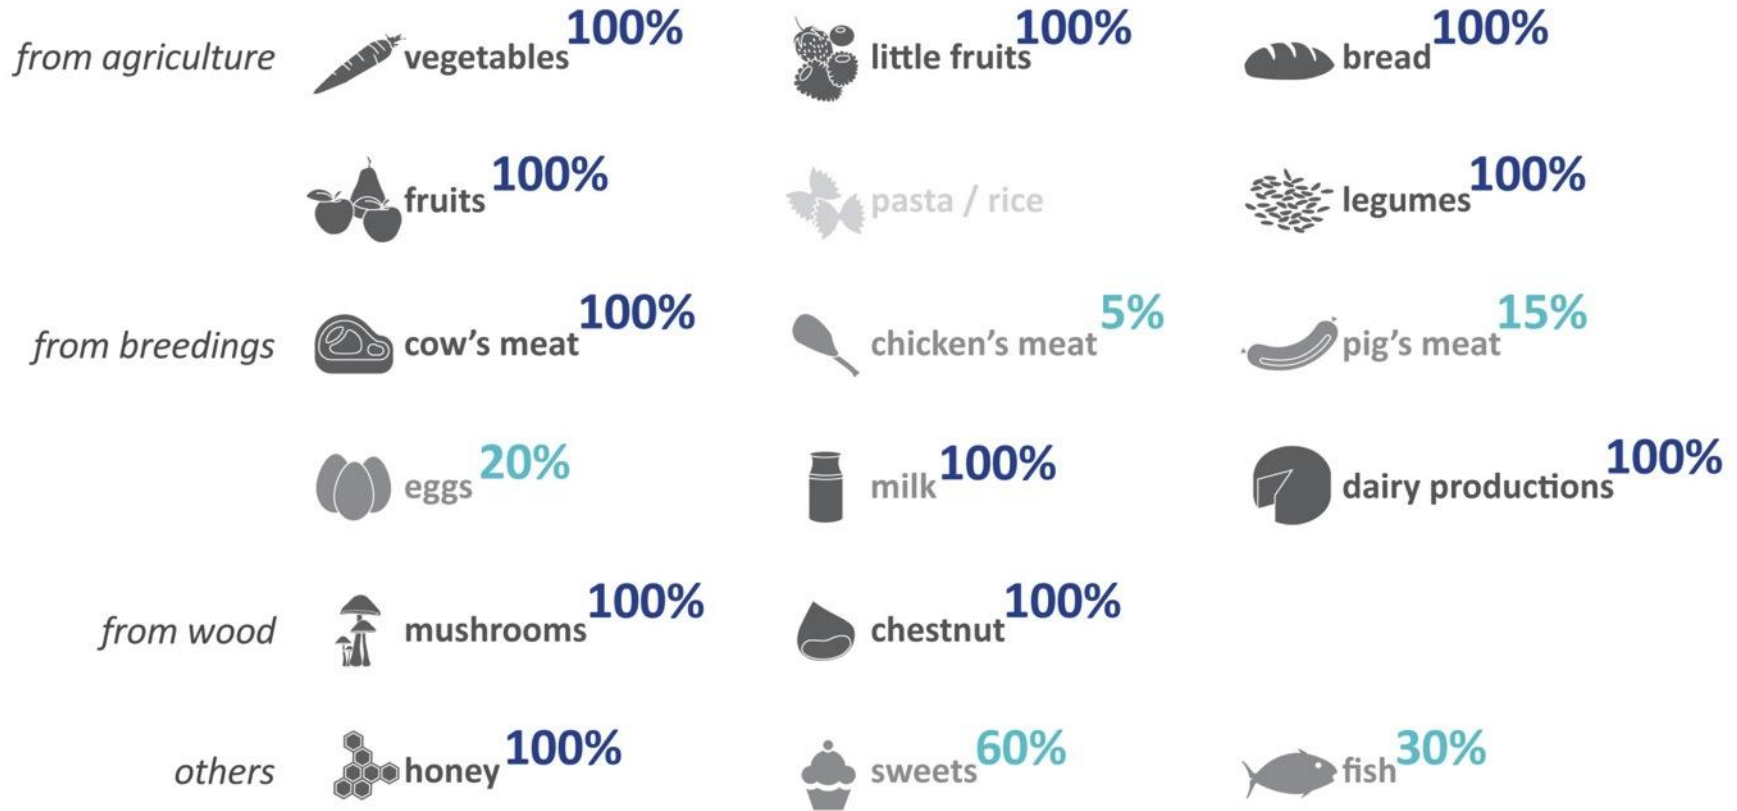 from agriculture vegetables 100% little fruits 100% bread 100%
fruits 100% pasta / rice legumes 100%
from breedings cow's meat 100% chicken's meat 5% pig's meat 15%
eggs 20% milk 100% dairy productions 100%
from wood mushrooms 100% chestnut 100%
others honey 100% sweets 60% fish 30%